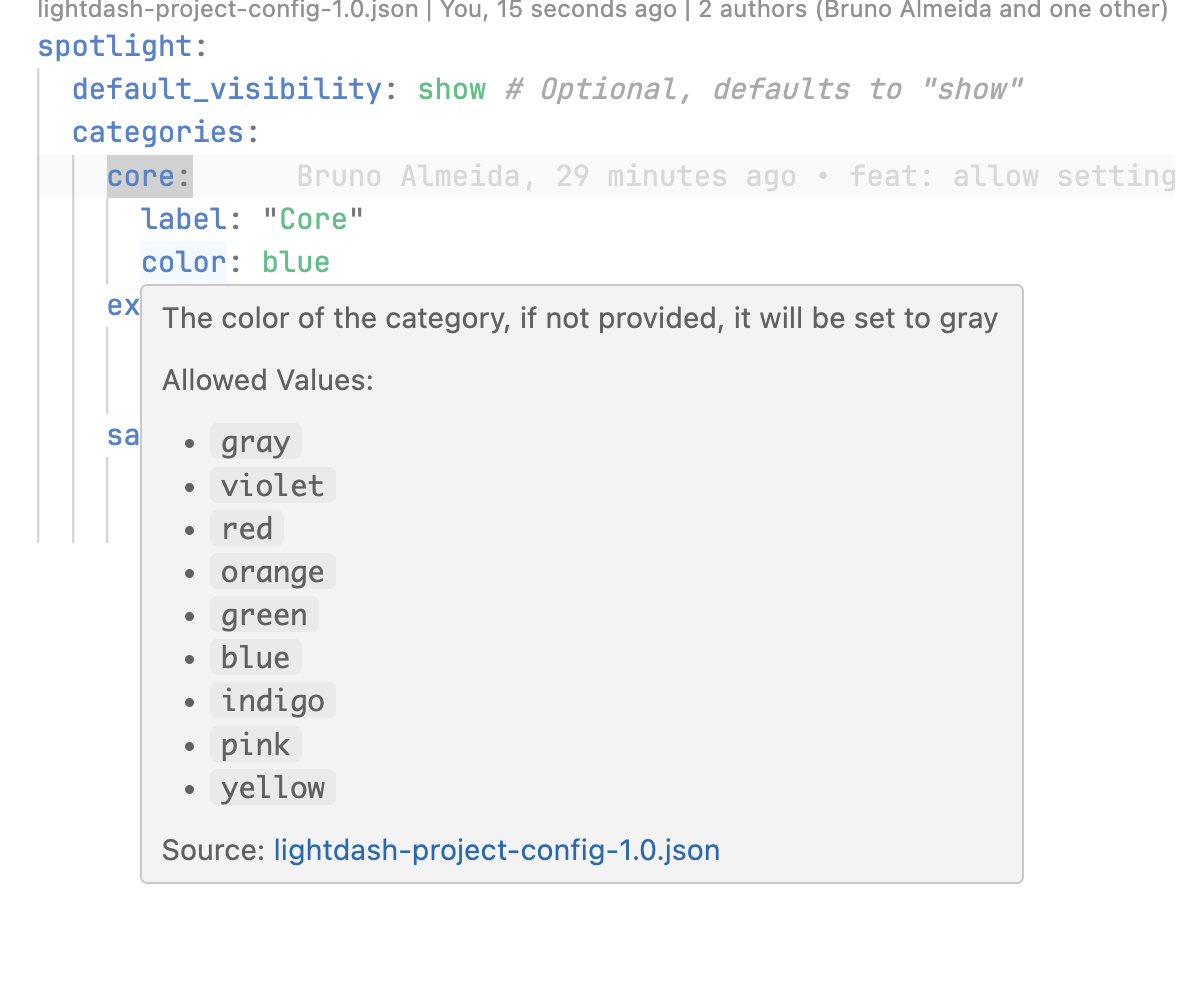 lightdash-project-config-1.0.json | You, 15 seconds ago | 2 authors (Bruno Almeida and one other)
spotlight:
default_visibility: show # Optional, defaults to "show"
categories:
core: Bruno Almeida, 29 minutes ago • feat: allow setting
label: "Core"
color: blue
ex
The color of the category, if not provided, it will be set to gray
Allowed Values:
sa
• gray
• violet
• red
• orange
• green
• blue
• indigo
• pink
• yellow
Source: lightdash-project-config-1.0.json